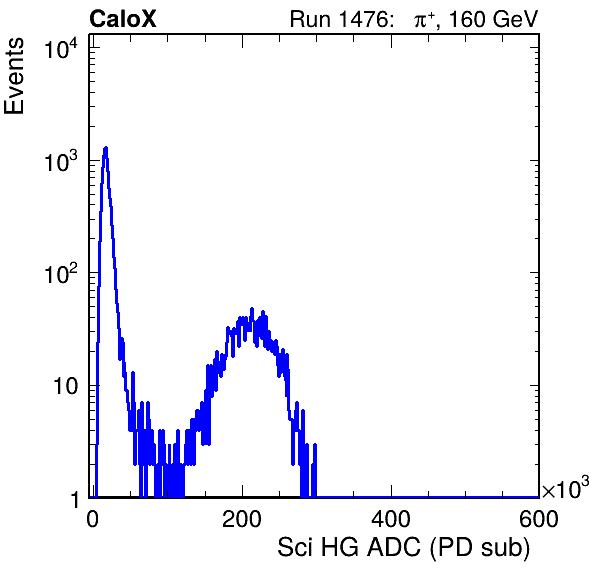 CaloX Run 1476: π⁺, 160 GeV
Events
10⁴
10³
10²
10
1
0 200 400 600
×10³
Sci HG ADC (PD sub)